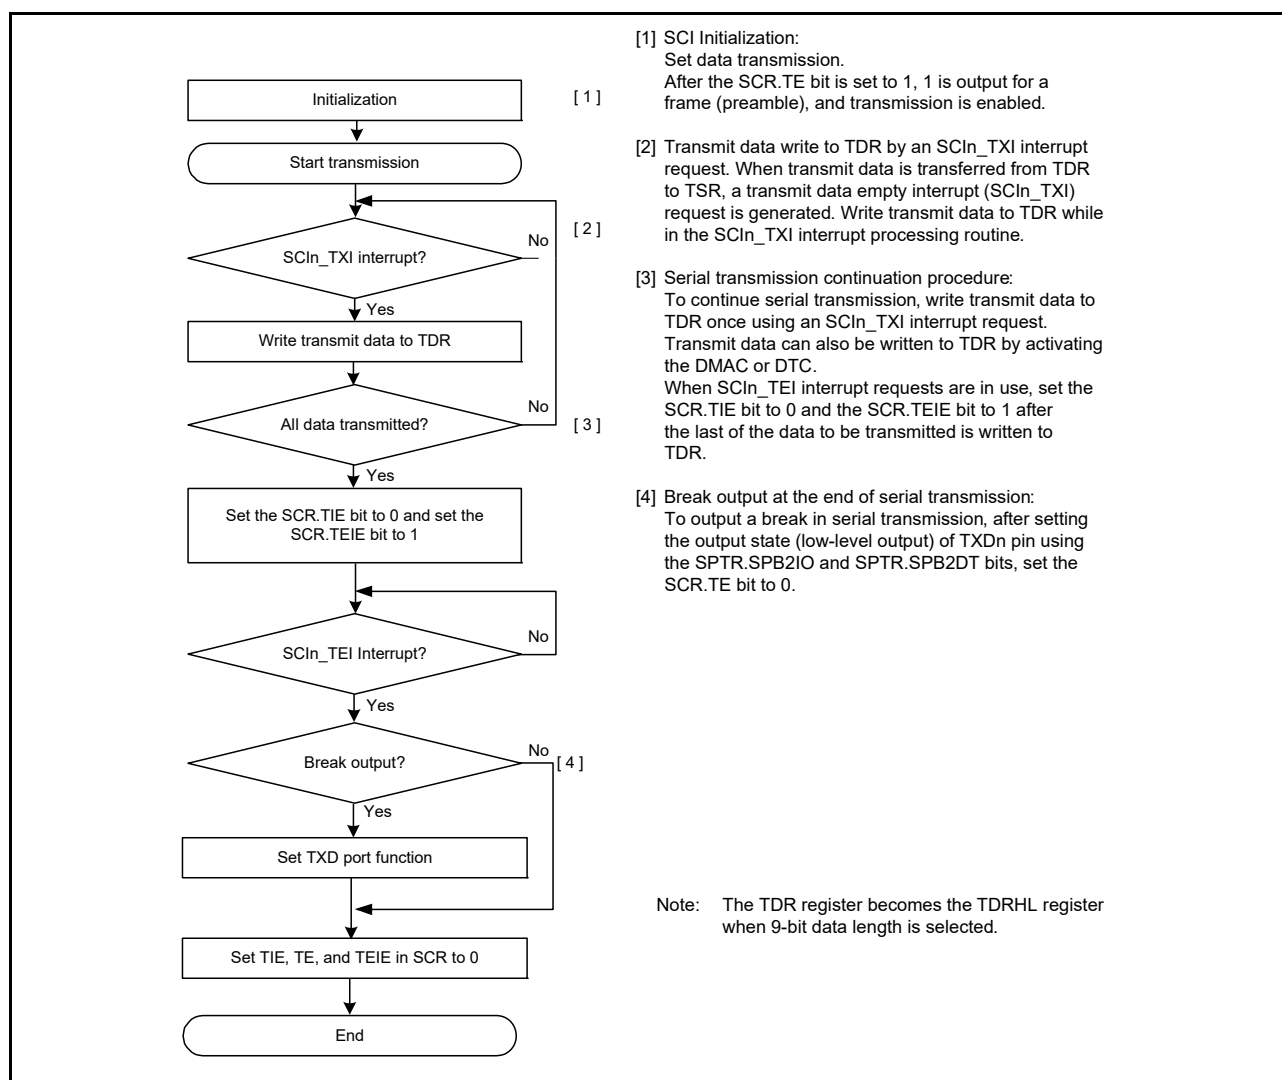 Initialization
[ 1 ]
Start transmission
[ 2 ]
No
SCIn_TXI interrupt?
Yes
Write transmit data to TDR
No
All data transmitted?
[ 3 ]
Yes
Set the SCR.TIE bit to 0 and set the
SCR.TEIE bit to 1
No
SCIn_TEI Interrupt?
Yes
No
Break output?
[ 4 ]
Yes
Set TXD port function
Set TIE, TE, and TEIE in SCR to 0
End
[1] SCI Initialization:
Set data transmission.
After the SCR.TE bit is set to 1, 1 is output for a
frame (preamble), and transmission is enabled.
[2] Transmit data write to TDR by an SCIn_TXI interrupt
request. When transmit data is transferred from TDR
to TSR, a transmit data empty interrupt (SCIn_TXI)
request is generated. Write transmit data to TDR while
in the SCIn_TXI interrupt processing routine.
[3] Serial transmission continuation procedure:
To continue serial transmission, write transmit data to
TDR once using an SCIn_TXI interrupt request.
Transmit data can also be written to TDR by activating
the DMAC or DTC.
When SCIn_TEI interrupt requests are in use, set the
SCR.TIE bit to 0 and the SCR.TEIE bit to 1 after
the last of the data to be transmitted is written to
TDR.
[4] Break output at the end of serial transmission:
To output a break in serial transmission, after setting
the output state (low-level output) of TXDn pin using
the SPTR.SPB2IO and SPTR.SPB2DT bits, set the
SCR.TE bit to 0.
Note: The TDR register becomes the TDRHL register
when 9-bit data length is selected.